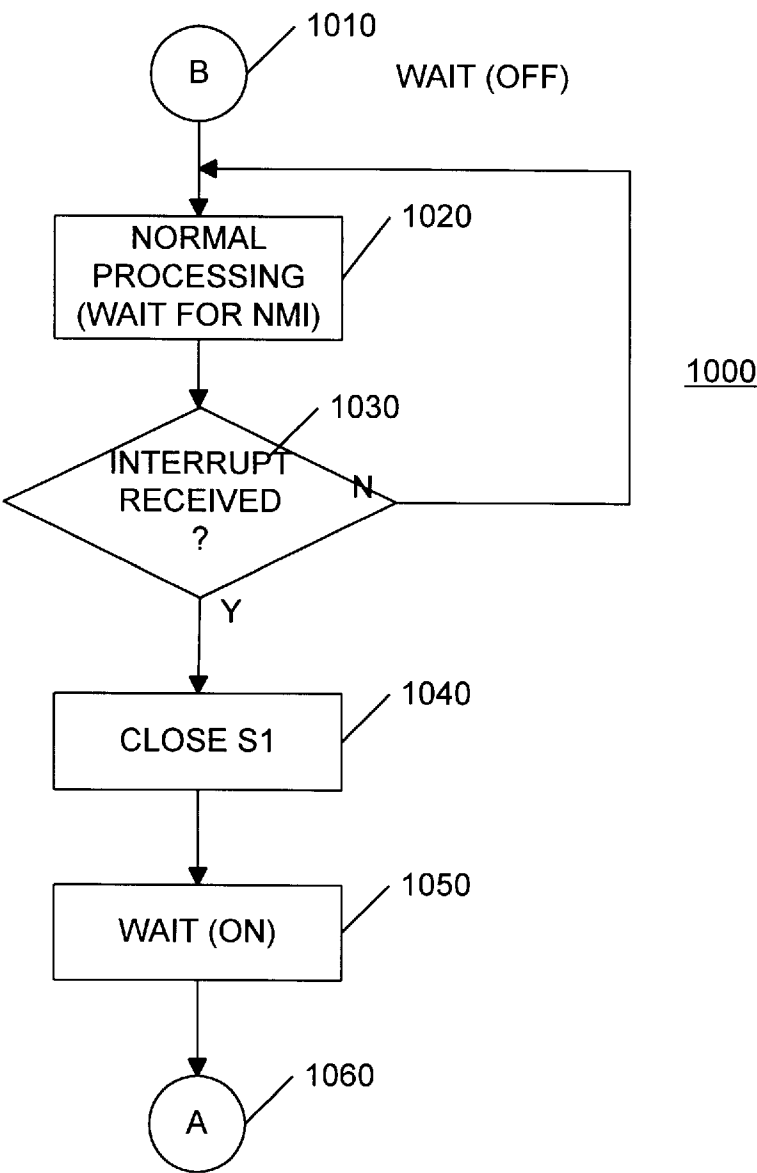 1010
B
WAIT (OFF)
1020
NORMAL
PROCESSING
(WAIT FOR NMI)
1000
1030
INTERRUPT
RECEIVED
?
N
Y
1040
CLOSE S1
1050
WAIT (ON)
1060
A